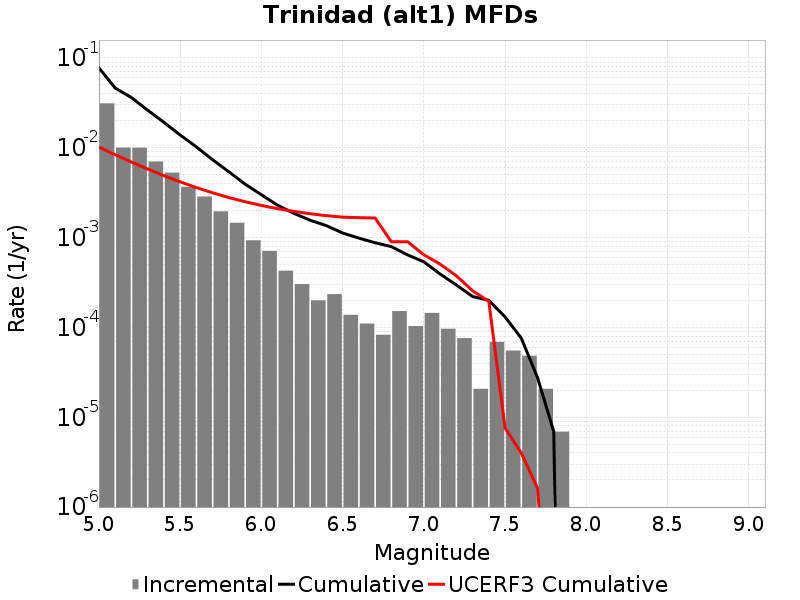 Trinidad (alt1) MFDs
Rate (1/yr)
10-1
10-2
10-3
10-4
10-5
10-6
5.0 5.5 6.0 6.5 7.0 7.5 8.0 8.5 9.0
Magnitude
Incremental Cumulative UCERF3 Cumulative